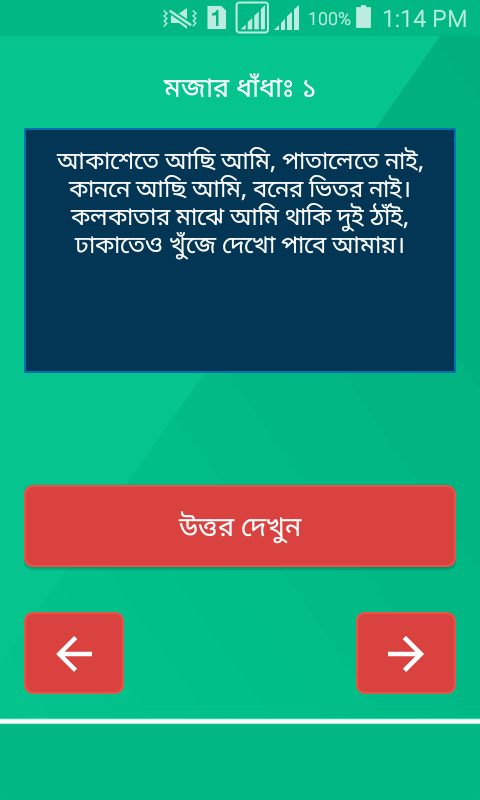 1 100% 1:14 PM
মজার ধাঁধাঃ ১
আকাশেতে আছি আমি, পাতালেতে নাই,
কাননে আছি আমি, বনের ভিতর নাই।
কলকাতার মাঝে আমি থাকি দুই ঠাঁই,
ঢাকাতেও খুঁজে দেখো পাবে আমায়।
উত্তর দেখুন